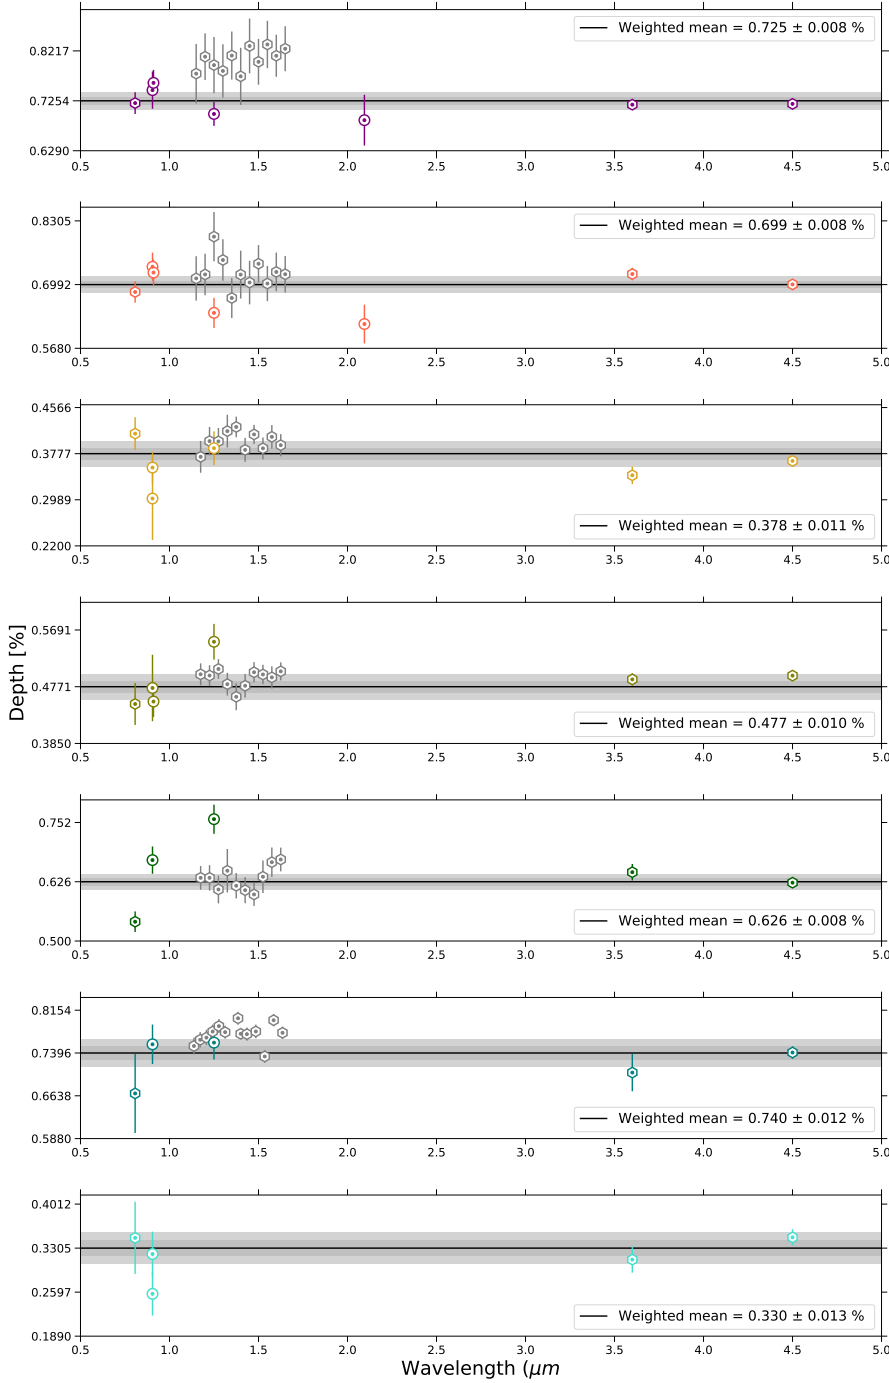 Weighted mean = 0.725 ± 0.008 %
0.8217
0.7254
0.6290
0.5 1.0 1.5 2.0 2.5 3.0 3.5 4.0 4.5 5.0
Weighted mean = 0.699 ± 0.008 %
0.8305
0.6992
0.5680
0.5 1.0 1.5 2.0 2.5 3.0 3.5 4.0 4.5 5.0
0.4566
0.3777
0.2989
0.2200
Weighted mean = 0.378 ± 0.011 %
0.5 1.0 1.5 2.0 2.5 3.0 3.5 4.0 4.5 5.0
Depth [%]
0.5691
0.4771
0.3850
Weighted mean = 0.477 ± 0.010 %
0.5 1.0 1.5 2.0 2.5 3.0 3.5 4.0 4.5 5.0
0.752
0.626
0.500
Weighted mean = 0.626 ± 0.008 %
0.5 1.0 1.5 2.0 2.5 3.0 3.5 4.0 4.5 5.0
0.8154
0.7396
0.6638
0.5880
Weighted mean = 0.740 ± 0.012 %
0.5 1.0 1.5 2.0 2.5 3.0 3.5 4.0 4.5 5.0
0.4012
0.3305
0.2597
0.1890
Weighted mean = 0.330 ± 0.013 %
0.5 1.0 1.5 2.0 2.5 3.0 3.5 4.0 4.5 5.0
Wavelength (μm